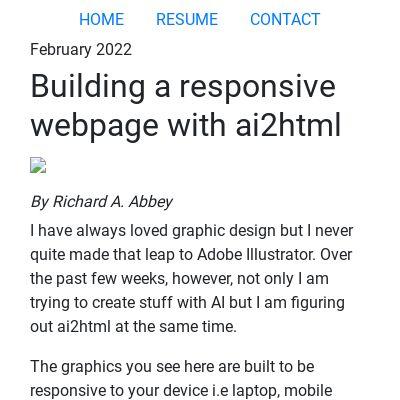 HOME RESUME CONTACT
February 2022
Building a responsive
webpage with ai2html
By Richard A. Abbey
I have always loved graphic design but I never
quite made that leap to Adobe Illustrator. Over
the past few weeks, however, not only I am
trying to create stuff with AI but I am figuring
out ai2html at the same time.
The graphics you see here are built to be
responsive to your device i.e laptop, mobile